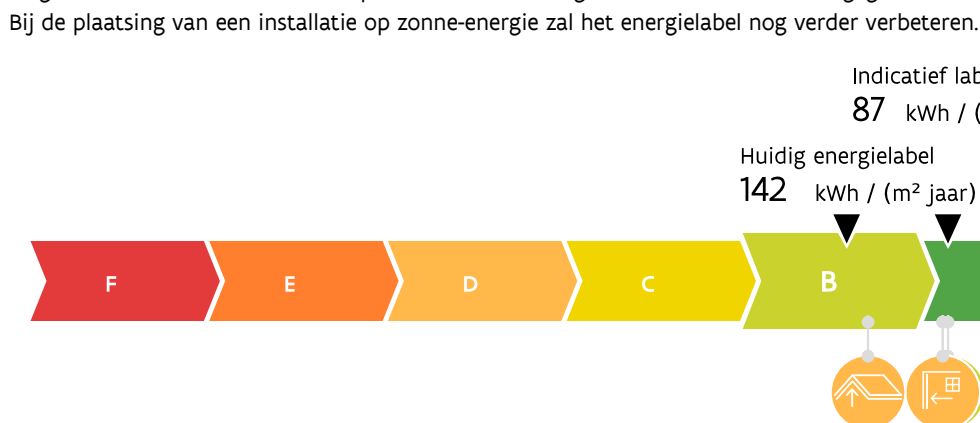 Bij de plaatsing van een installatie op zonne-energie zal het energielabel nog verder verbeteren.
Indicatief lab
87 kWh / (
Huidig energielabel
142 kWh / (m² jaar)
F E D C B